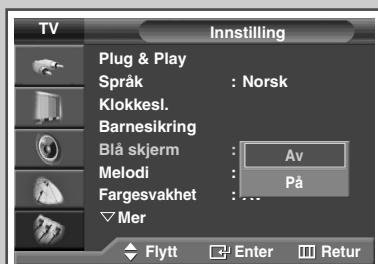 TV
Innstilling
Plug & Play
Språk : Norsk
Klokkesl.
Barnesikring
Blå skjerm : Av
Melodi : På
Fargesvakhet :
▽Mer
Flytt Enter Retur